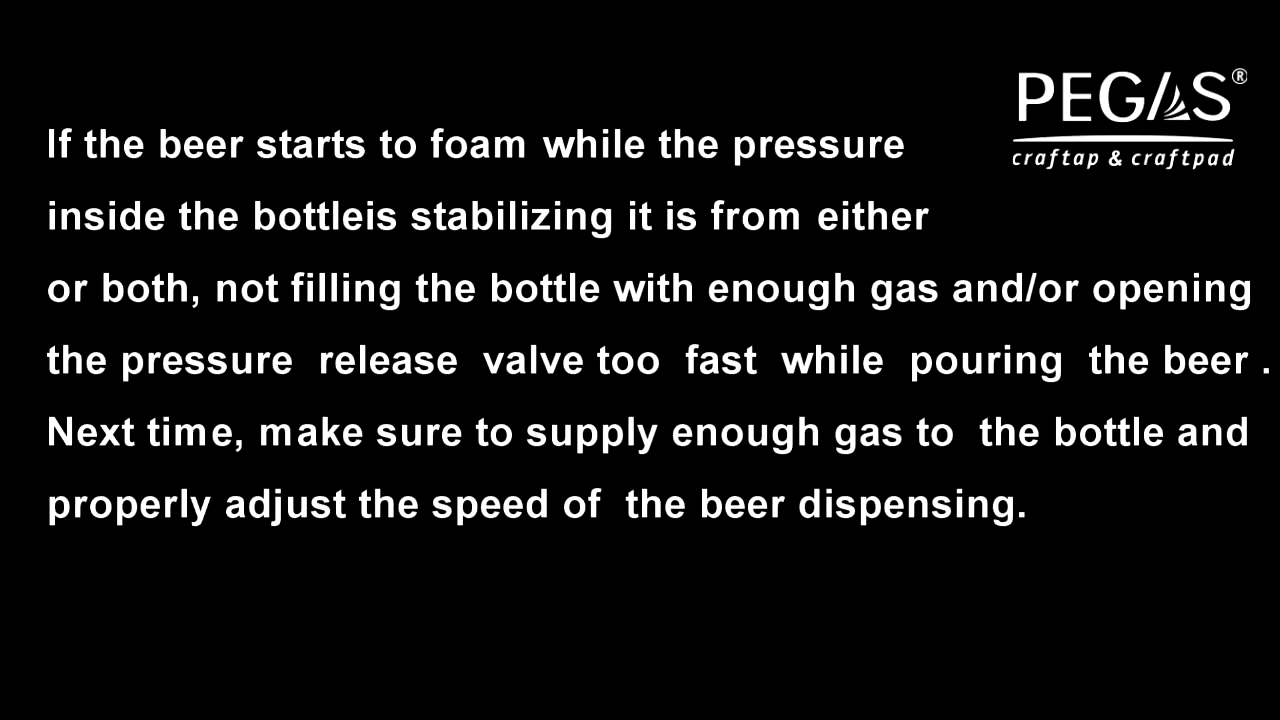 PEGAS®
craftap & craftpad
If the beer starts to foam while the pressure
inside the bottleis stabilizing it is from either
or both, not filling the bottle with enough gas and/or opening
the pressure release valve too fast while pouring the beer .
Next time, make sure to supply enough gas to the bottle and
properly adjust the speed of the beer dispensing.